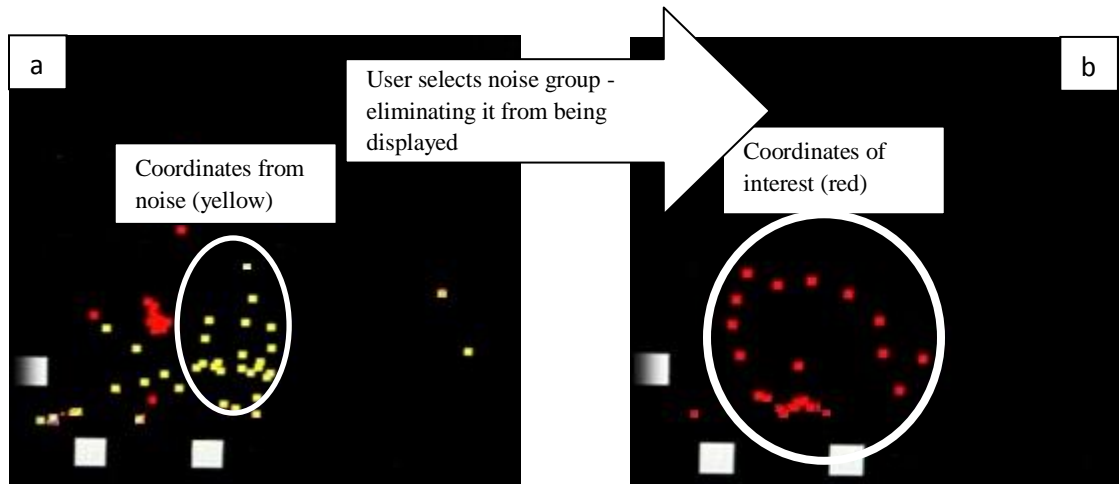 a
User selects noise group -
eliminating it from being
displayed
b
Coordinates from
noise (yellow)
Coordinates of
interest (red)